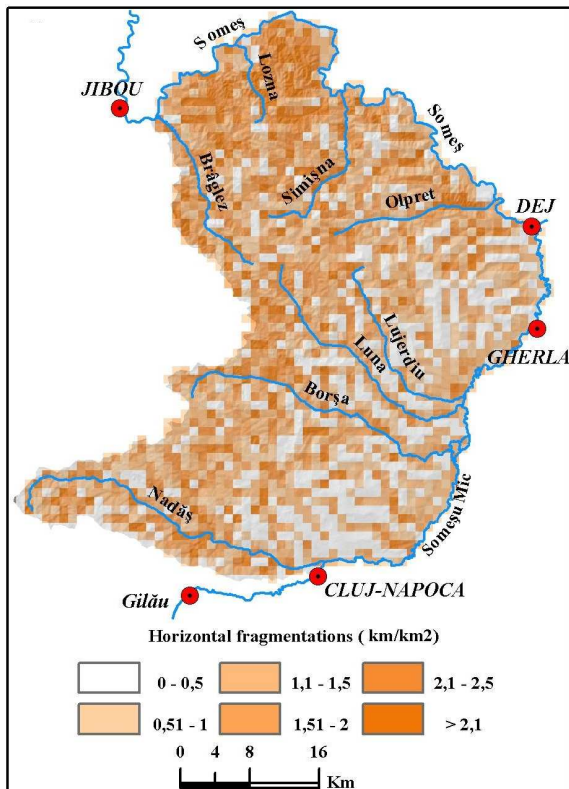 Someş
JIBOU
Lozna
Someş
Brâglez
Simişna
Olpret
DEJ
Lujerdiu
Luna
GHERLA
Borşa
Nadăş
Someşu Mic
CLUJ-NAPOCA
Gilău
Horizontal fragmentations ( km/km2)
0 - 0,5 1,1 - 1,5 2,1 - 2,5
0,51 - 1 1,51 - 2 > 2,1
0 4 8 16
Km